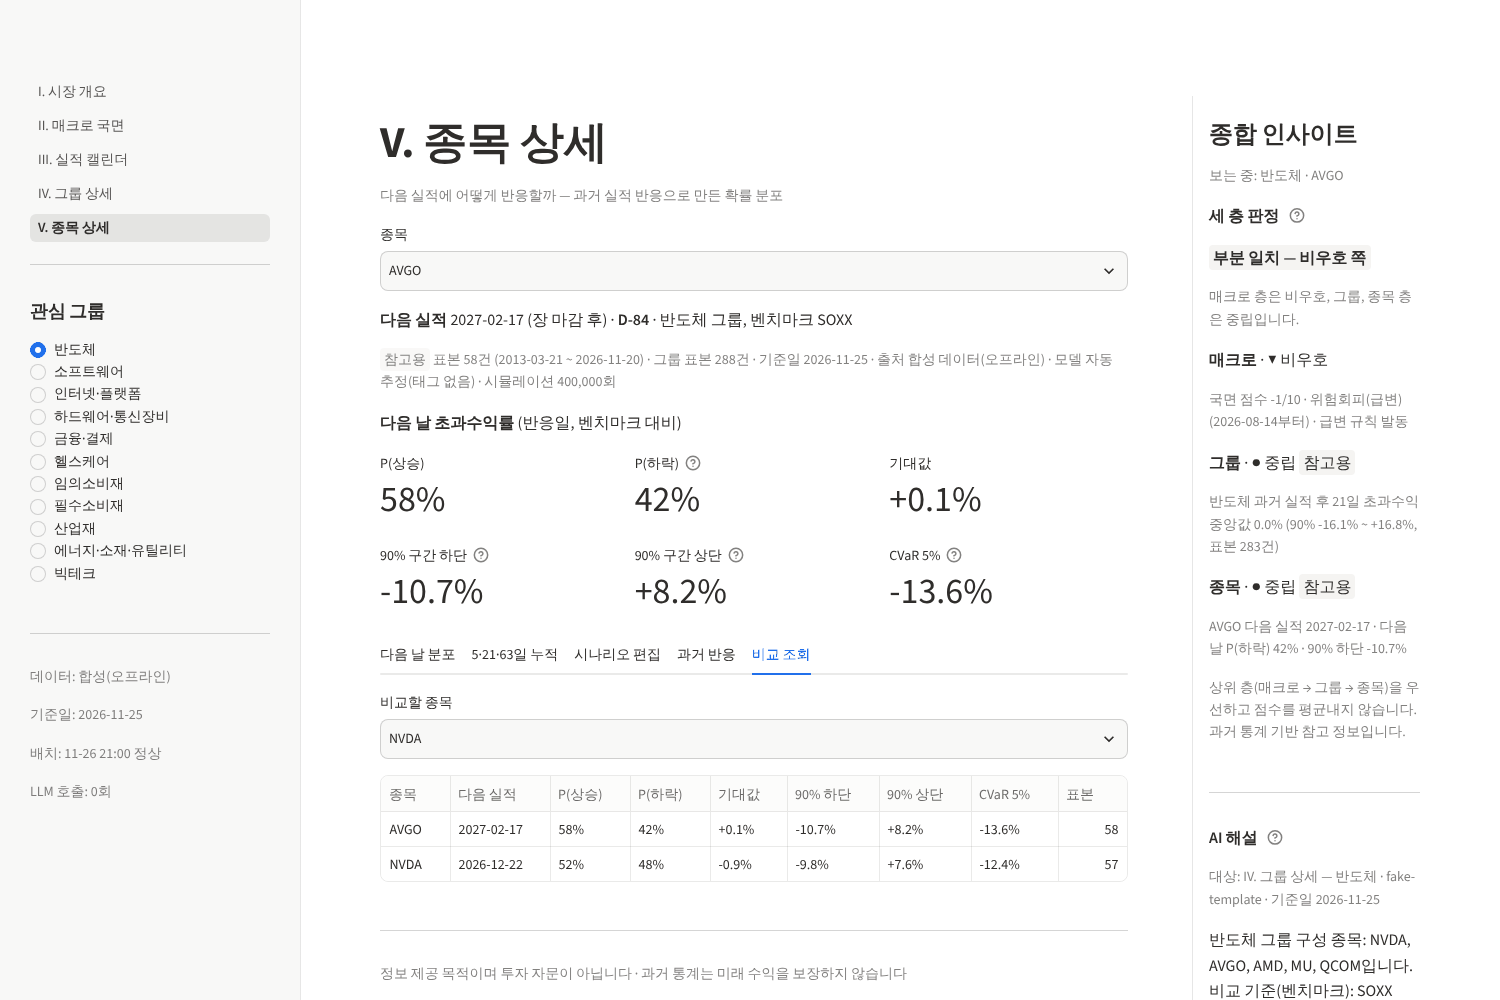 I. 시장 개요
II. 매크로 국면
III. 실적 캘린더
IV. 그룹 상세
V. 종목 상세
관심 그룹
반도체
소프트웨어
인터넷·플랫폼
하드웨어·통신장비
금융·결제
헬스케어
임의소비재
필수소비재
산업재
에너지·소재·유틸리티
빅테크
데이터: 합성(오프라인)
기준일: 2026-11-25
배치: 11-26 21:00 정상
LLM 호출: 0회
V. 종목 상세
다음 실적에 어떻게 반응할까 — 과거 실적 반응으로 만든 확률 분포
종목
AVGO
다음 실적 2027-02-17 (장 마감 후) · D-84 · 반도체 그룹, 벤치마크 SOXX
참고용 표본 58건 (2013-03-21 ~ 2026-11-20) · 그룹 표본 288건 · 기준일 2026-11-25 · 출처 합성 데이터(오프라인) · 모델 자동
추정(태그 없음) · 시뮬레이션 400,000회
다음 날 초과수익률 (반응일, 벤치마크 대비)
P(상승) P(하락) 기대값
58% 42% +0.1%
90% 구간 하단 90% 구간 상단 CVaR 5%
-10.7% +8.2% -13.6%
다음 날 분포 5·21·63일 누적 시나리오 편집 과거 반응 비교 조회
비교할 종목
NVDA
종목 다음 실적 P(상승) P(하락) 기대값 90% 하단 90% 상단 CVaR 5% 표본
AVGO 2027-02-17 58% 42% +0.1% -10.7% +8.2% -13.6% 58
NVDA 2026-12-22 52% 48% -0.9% -9.8% +7.6% -12.4% 57
정보 제공 목적이며 투자 자문이 아닙니다 · 과거 통계는 미래 수익을 보장하지 않습니다
종합 인사이트
보는 중: 반도체 · AVGO
세 층 판정
부분 일치 — 비우호 쪽
매크로 층은 비우호, 그룹, 종목 층
은 중립입니다.
매크로 · ▼ 비우호
국면 점수 -1/10 · 위험회피(급변)
(2026-08-14부터) · 급변 규칙 발동
그룹 · ● 중립 참고용
반도체 과거 실적 후 21일 초과수익
중앙값 0.0% (90% -16.1% ~ +16.8%,
표본 283건)
종목 · ● 중립 참고용
AVGO 다음 실적 2027-02-17 · 다음
날 P(하락) 42% · 90% 하단 -10.7%
상위 층(매크로 → 그룹 → 종목)을 우
선하고 점수를 평균내지 않습니다.
과거 통계 기반 참고 정보입니다.
AI 해설
대상: IV. 그룹 상세 — 반도체 · fake-
template · 기준일 2026-11-25
반도체 그룹 구성 종목: NVDA,
AVGO, AMD, MU, QCOM입니다.
비교 기준(벤치마크): SOXX